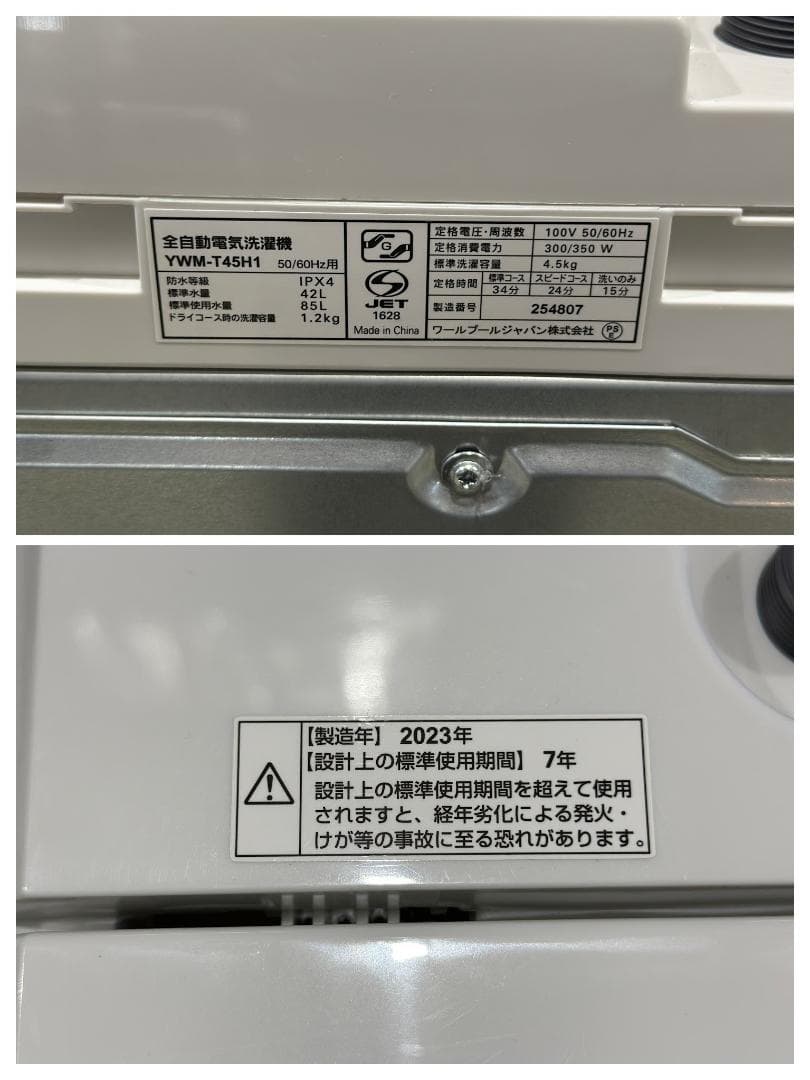 全自動電気洗濯機
YWM-T45H1 50/60Hz用
防水等級 IPX4
標準水量 42L
標準使用水量 85L
ドライコース時の洗濯容量 1.2kg
G
JET
1628
Made in China
定格電圧・周波数 100V 50/60Hz
定格消費電力 300/350 W
標準洗濯容量 4.5kg
定格時間 標準コース スピードコース 洗いのみ
34分 24分 15分
製造番号 254807
ワールプールジャパン株式会社 PS E
【製造年】 2023年
【設計上の標準使用期間】 7年
設計上の標準使用期間を超えて使用
されますと、経年劣化による発火・
けが等の事故に至る恐れがあります。